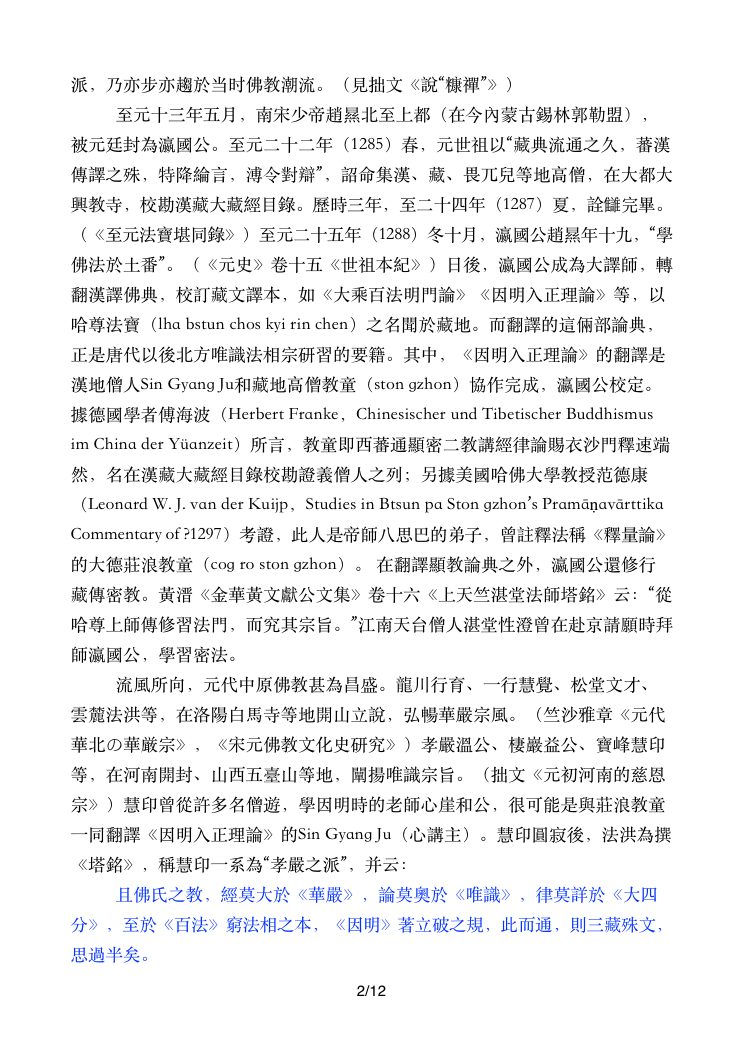 派，乃亦步亦趨於当时佛教潮流。（見拙文《說“糠禪”》）
至元十三年五月，南宋少帝趙㬎北至上都（在今內蒙古錫林郭勒盟），
被元廷封為瀛國公。至元二十二年（1285）春，元世祖以“藏典流通之久，蕃漢
傳譯之殊，特降綸言，溥令對辯”，詔命集漢、藏、畏兀兒等地高僧，在大都大
興教寺，校勘漢藏大藏經目錄。歷時三年，至二十四年（1287）夏，詮讎完畢。
（《至元法寶堪同錄》）至元二十五年（1288）冬十月，瀛國公趙㬎年十九，“學
佛法於土番”。（《元史》卷十五《世祖本紀》）日後，瀛國公成為大譯師，轉
翻漢譯佛典，校訂藏文譯本，如《大乘百法明門論》《因明入正理論》等，以
哈尊法寶（lha bstun chos kyi rin chen）之名聞於藏地。而翻譯的這倆部論典，
正是唐代以後北方唯識法相宗研習的要籍。其中，《因明入正理論》的翻譯是
漢地僧人Sin Gyang Ju和藏地高僧教童（ston gzhon）協作完成，瀛國公校定。
據德國學者傅海波（Herbert Franke，Chinesischer und Tibetischer Buddhismus
im China der Yüanzeit）所言，教童即西蕃通顯密二教講經律論賜衣沙門釋速端
然，名在漢藏大藏經目錄校勘證義僧人之列；另據美國哈佛大學教授范德康
（Leonard W. J. van der Kuijp，Studies in Btsun pa Ston gzhon’s Pramāṇavārttika
Commentary of ?1297）考證，此人是帝師八思巴的弟子，曾註釋法稱《釋量論》
的大德莊浪教童（cog ro ston gzhon）。 在翻譯顯教論典之外，瀛國公還修行
藏傳密教。黃溍《金華黃文獻公文集》卷十六《上天竺湛堂法師塔銘》云：“從
哈尊上師傳修習法門，而究其宗旨。”江南天台僧人湛堂性澄曾在赴京請願時拜
師瀛國公，學習密法。
流風所向，元代中原佛教甚為昌盛。龍川行育、一行慧覺、松堂文才、
雲麓法洪等，在洛陽白馬寺等地開山立說，弘暢華嚴宗風。（竺沙雅章《元代
華北の華厳宗》，《宋元佛教文化史研究》）孝嚴溫公、棲巖益公、寶峰慧印
等，在河南開封、山西五臺山等地，闡揚唯識宗旨。（拙文《元初河南的慈恩
宗》）慧印曾從許多名僧遊，學因明時的老師心崖和公，很可能是與莊浪教童
一同翻譯《因明入正理論》的Sin Gyang Ju（心講主）。慧印圓寂後，法洪為撰
《塔銘》，稱慧印一系為“孝嚴之派”，并云：
且佛氏之教，經莫大於《華嚴》，論莫奧於《唯識》，律莫詳於《大四
分》，至於《百法》窮法相之本，《因明》著立破之規，此而通，則三藏殊文，
思過半矣。
2/12